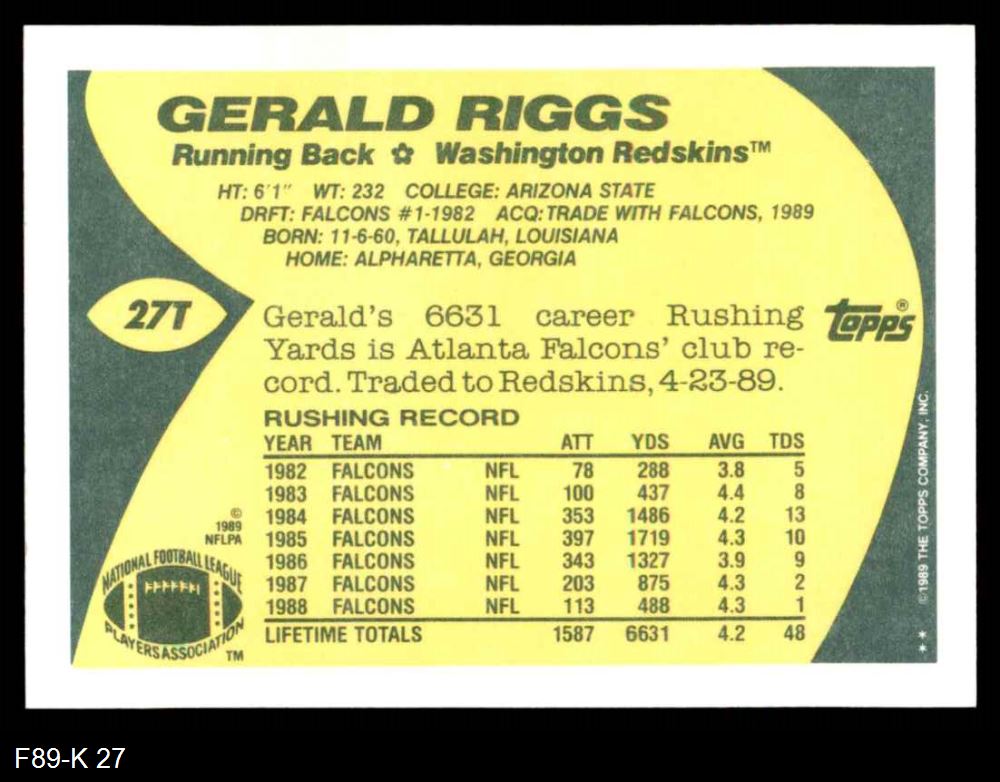 GERALD RIGGS
Running Back ✿ Washington Redskins™
HT: 6'1" WT: 232 COLLEGE: ARIZONA STATE
DRFT: FALCONS #1-1982 ACQ: TRADE WITH FALCONS, 1989
BORN: 11-6-60, TALLULAH, LOUISIANA
HOME: ALPHARETTA, GEORGIA
27T
topps®
Gerald's 6631 career Rushing
Yards is Atlanta Falcons' club re-
cord. Traded to Redskins, 4-23-89.
RUSHING RECORD
YEAR TEAM ATT YDS AVG TDS
1982 FALCONS NFL 78 288 3.8 5
1983 FALCONS NFL 100 437 4.4 8
1984 FALCONS NFL 353 1486 4.2 13
1985 FALCONS NFL 397 1719 4.3 10
1986 FALCONS NFL 343 1327 3.9 9
1987 FALCONS NFL 203 875 4.3 2
1988 FALCONS NFL 113 488 4.3 1
LIFETIME TOTALS 1587 6631 4.2 48
©
1989
NFLPA
NATIONAL FOOTBALL LEAGUE
PLAYERS ASSOCIATION
TM
** ©1989 THE TOPPS COMPANY, INC.
F89-K 27